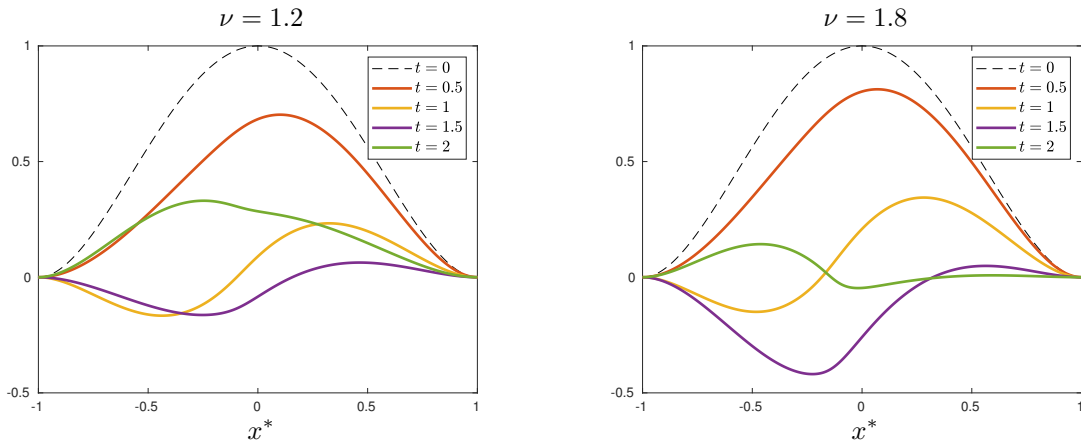 ν = 1.2
1
0.5
0
-0.5
-1
-0.5
0
0.5
1
x*
t = 0
t = 0.5
t = 1
t = 1.5
t = 2
ν = 1.8
1
0.5
0
-0.5
-1
-0.5
0
0.5
1
x*
t = 0
t = 0.5
t = 1
t = 1.5
t = 2